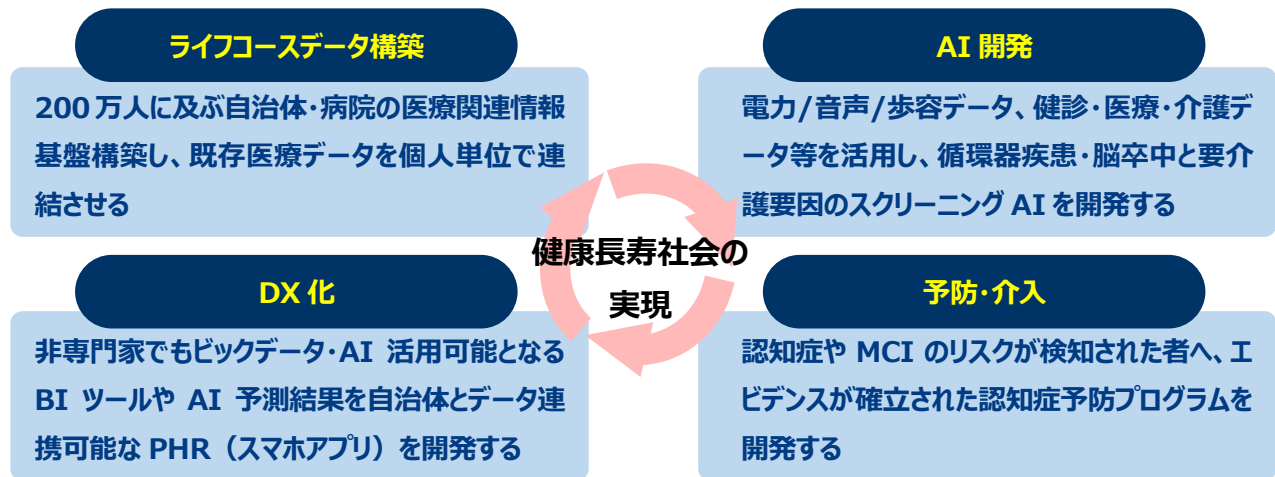 ライフコースデータ構築
200万人に及ぶ自治体・病院の医療関連情報
基盤構築し、既存医療データを個人単位で連
結させる
AI 開発
電力/音声/歩容データ、健診・医療・介護デ
ータ等を活用し、循環器疾患・脳卒中と要介
護要因のスクリーニング AI を開発する
健康長寿社会の
実現
DX 化
非専門家でもビックデータ・AI 活用可能となる
BI ツールや AI 予測結果を自治体とデータ連
携可能な PHR（スマホアプリ）を開発する
予防・介入
認知症や MCI のリスクが検知された者へ、エ
ビデンスが確立された認知症予防プログラムを
開発する